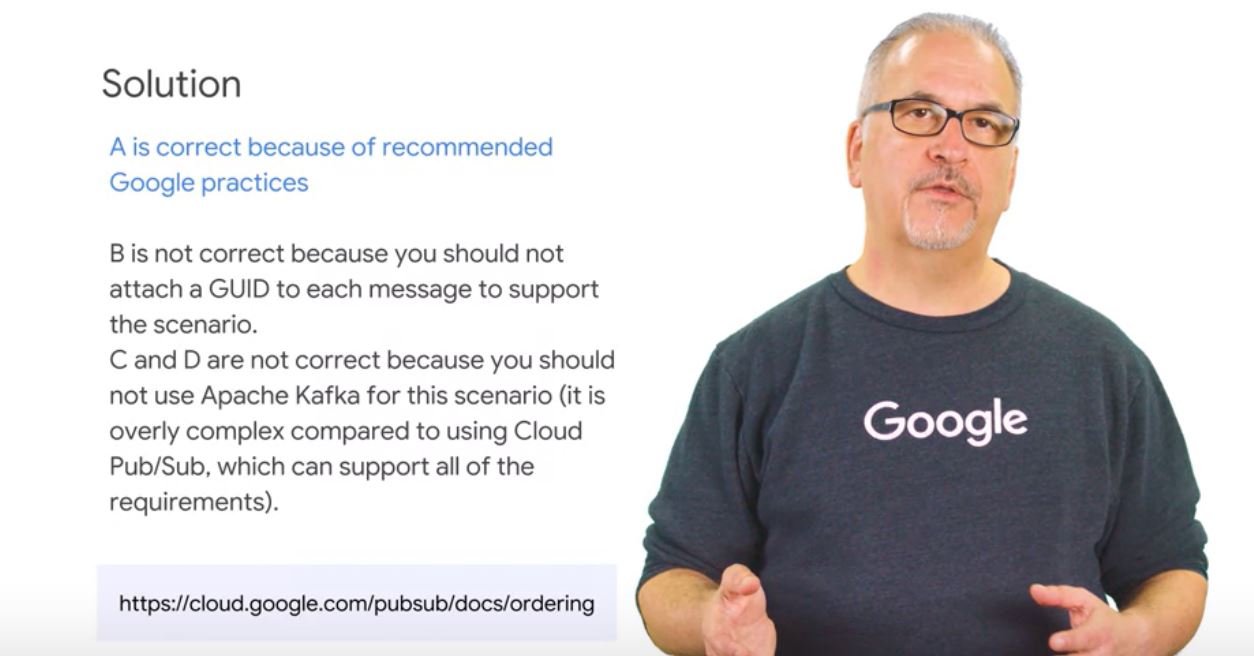 Solution
A is correct because of recommended
Google practices
B is not correct because you should not
attach a GUID to each message to support
the scenario.
C and D are not correct because you should
not use Apache Kafka for this scenario (it is
overly complex compared to using Cloud
Pub/Sub, which can support all of the
requirements).
https://cloud.google.com/pubsub/docs/ordering
Google